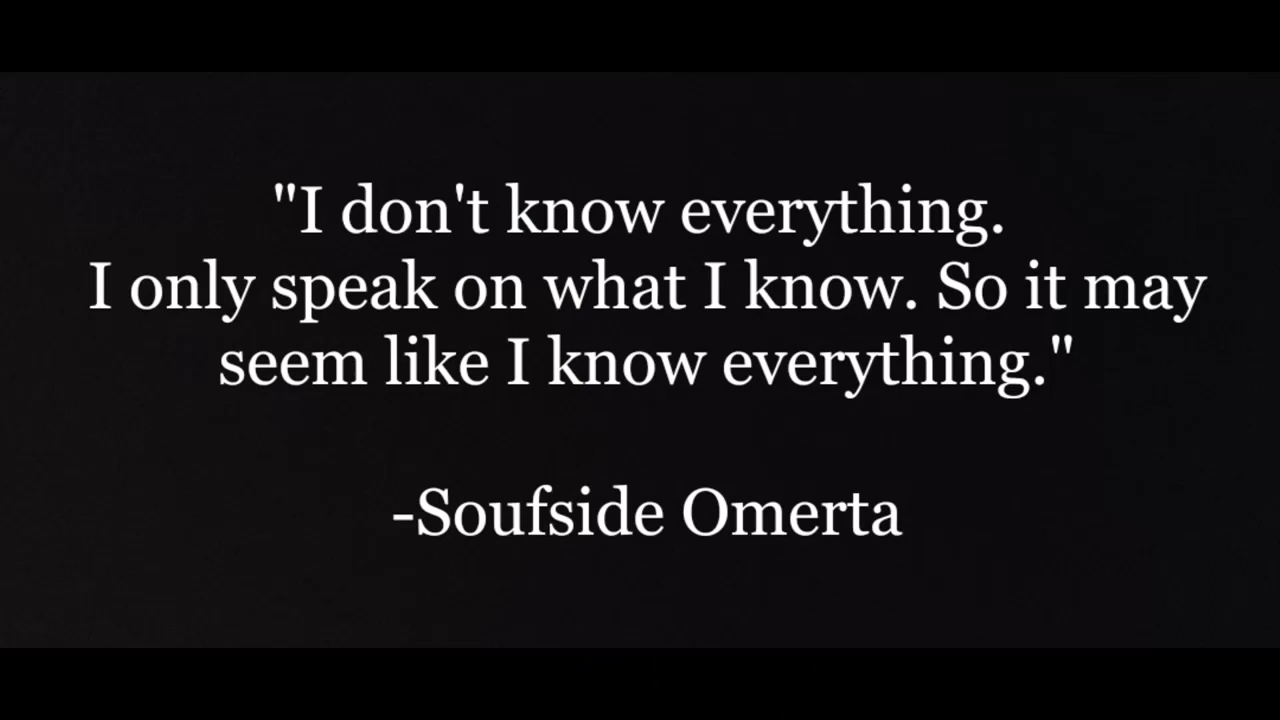 "I don't know everything.
I only speak on what I know. So it may
seem like I know everything."
-Soufside Omerta